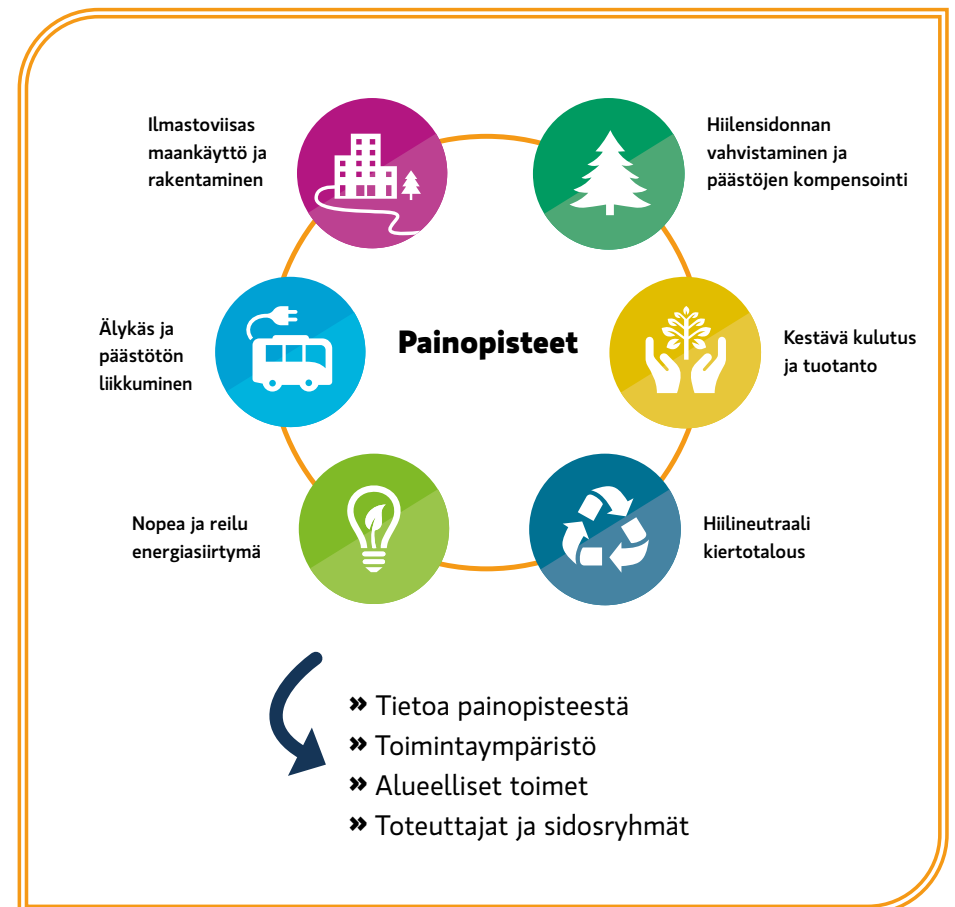 Ilmastoviisas
maankäyttö ja
rakentaminen
Hiilensidonnan
vahvistaminen ja
päästöjen kompensointi
Älykäs ja
päästötön
liikkuminen
Painopisteet
Kestävä kulutus
ja tuotanto
Nopea ja reilu
energiasiirtymä
Hiilineutraali
kiertotalous
» Tietoa painopisteestä
» Toimintaympäristö
» Alueelliset toimet
» Toteuttajat ja sidosryhmät